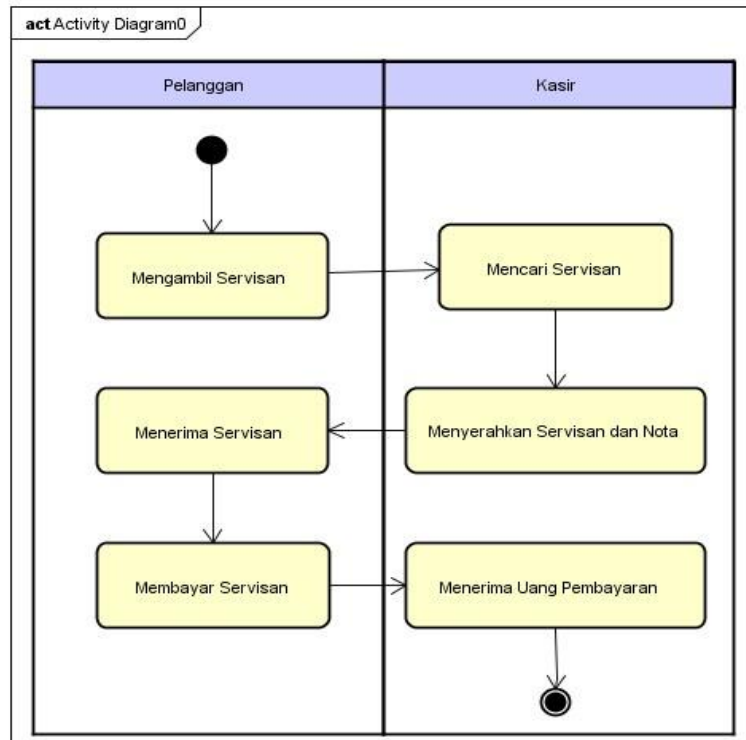 act Activity Diagram0
Pelanggan
Kasir
Mengambil Servisan
Mencari Servisan
Menerima Servisan
Menyerahkan Servisan dan Nota
Membayar Servisan
Menerima Uang Pembayaran